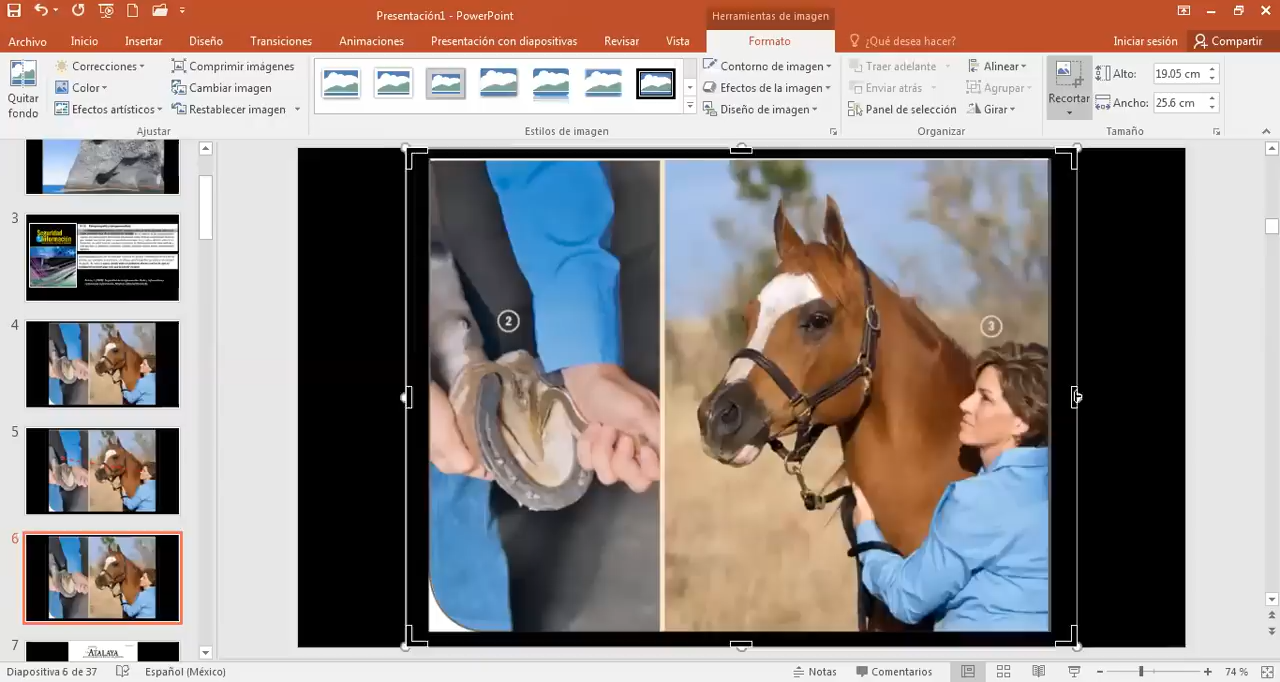 Presentación1 - PowerPoint
Herramientas de imagen
Archivo Inicio Insertar Diseño Transiciones Animaciones Presentación con diapositivas Revisar Vista Formato ¿Qué desea hacer? Iniciar sesión Compartir
Quitar fondo
Correcciones
Color
Efectos artísticos
Comprimir imágenes
Cambiar imagen
Restablecer imagen
Ajustar
Estilos de imagen
Contorno de imagen
Efectos de la imagen
Diseño de imagen
Traer adelante
Enviar atrás
Panel de selección
Alinear
Agrupar
Girar
Organizar
Recortar
Alto: 19.05 cm
Ancho: 25.6 cm
Tamaño
3
Seguridad
Información
4
5
6
7
ATALAYA
2
3
Diapositiva 6 de 37
Español (México)
Notas
Comentarios
74 %